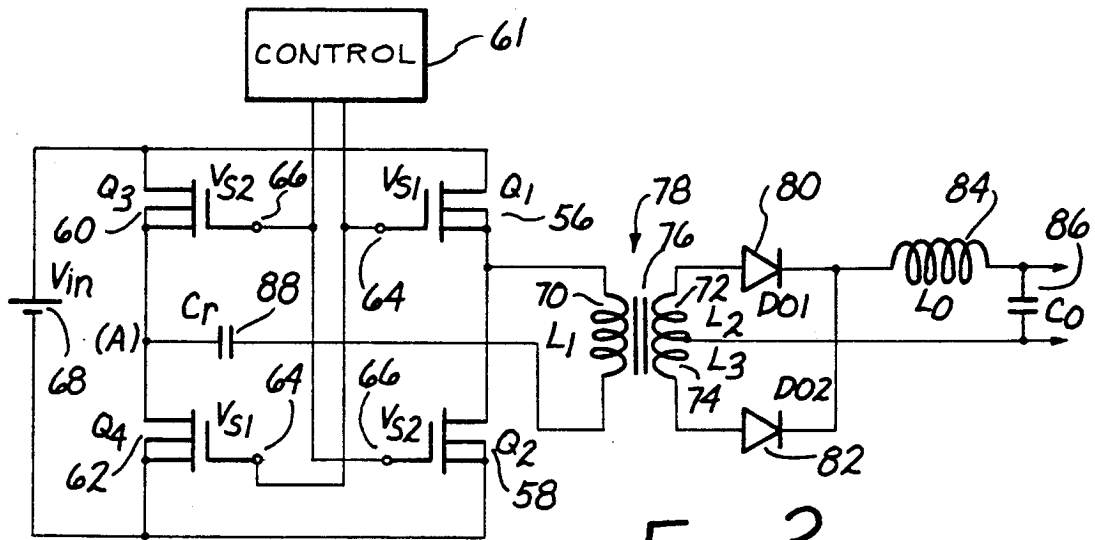 CONTROL
61
Q3
60
VS2
66
VS1
64
Q1
56
Vin
68
(A)
Cr
88
70
L1
78
76
72
L2
L3
74
80
DO1
84
LO
86
CO
DO2
82
Q4
62
VS1
64
66
VS2
Q2
58